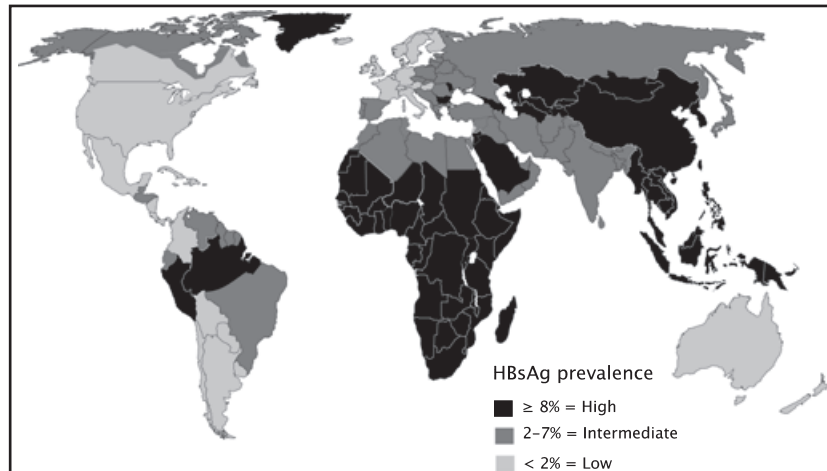 HBsAg prevalence
≥ 8% = High
2–7% = Intermediate
< 2% = Low